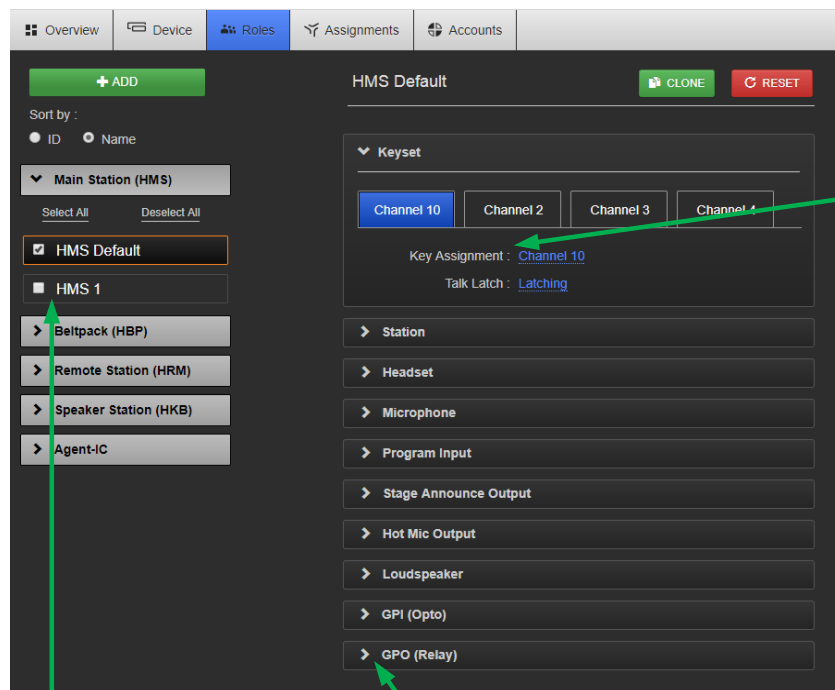 Overview Device Roles Assignments Accounts
ADD
Sort by :
ID Name
Main Station (HMS)
Select All Deselect All
HMS Default
HMS 1
Beltpack (HBP)
Remote Station (HRM)
Speaker Station (HKB)
Agent-IC
HMS Default CLONE RESET
Keyset
Channel 10 Channel 2 Channel 3 Channel 4
Key Assignment : Channel 10
Talk Latch : Latching
Station
Headset
Microphone
Program Input
Stage Announce Output
Hot Mic Output
Loudspeaker
GPI (Opto)
GPO (Relay)